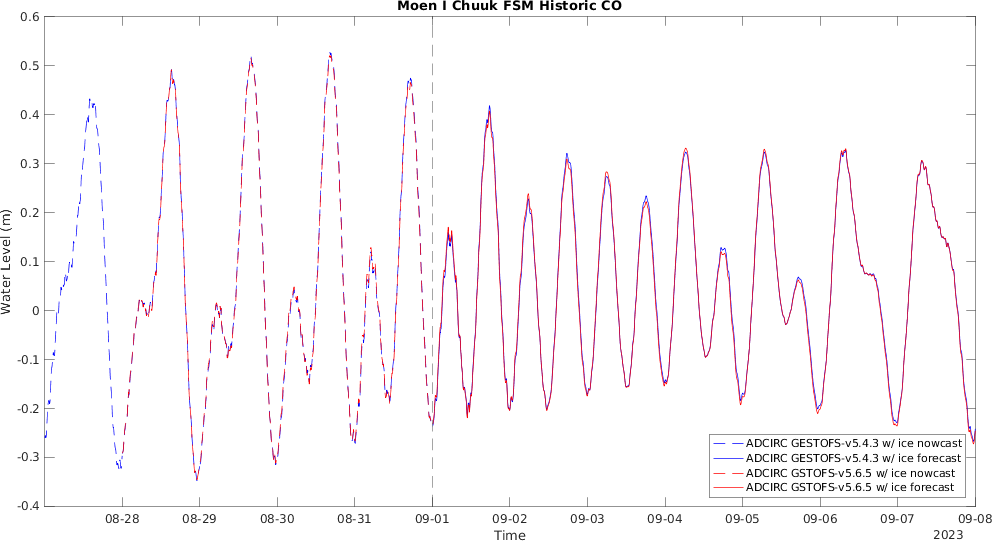 Moen I Chuuk FSM Historic CO
0.6
0.5
0.4
0.3
0.2
0.1
0
-0.1
-0.2
-0.3
-0.4
Water Level (m)
ADCIRC GESTOFS-v5.4.3 w/ ice nowcast
ADCIRC GESTOFS-v5.4.3 w/ ice forecast
ADCIRC GSTOFS-v5.6.5 w/ ice nowcast
ADCIRC GSTOFS-v5.6.5 w/ ice forecast
08-28 08-29 08-30 08-31 09-01 09-02 09-03 09-04 09-05 09-06 09-07 09-08
Time
2023